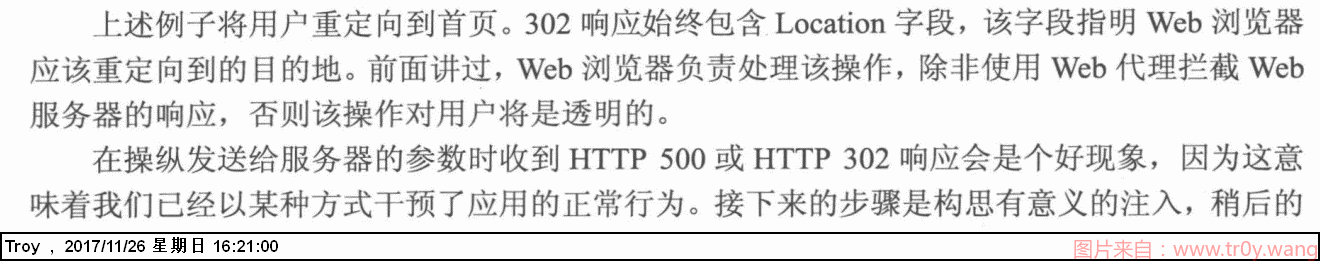 上述例子将用户重定向到首页。302 响应始终包含 Location 字段，该字段指明 Web 浏览器
应该重定向到的目的地。前面讲过，Web 浏览器负责处理该操作，除非使用 Web 代理拦截 Web
服务器的响应，否则该操作对用户将是透明的。
在操纵发送给服务器的参数时收到 HTTP 500 或 HTTP 302 响应会是个好现象，因为这意
味着我们已经以某种方式干预了应用的正常行为。接下来的步骤是构思有意义的注入，稍后的
Troy , 2017/11/26 星期日 16:21:00
图片来自：www.tr0y.wang